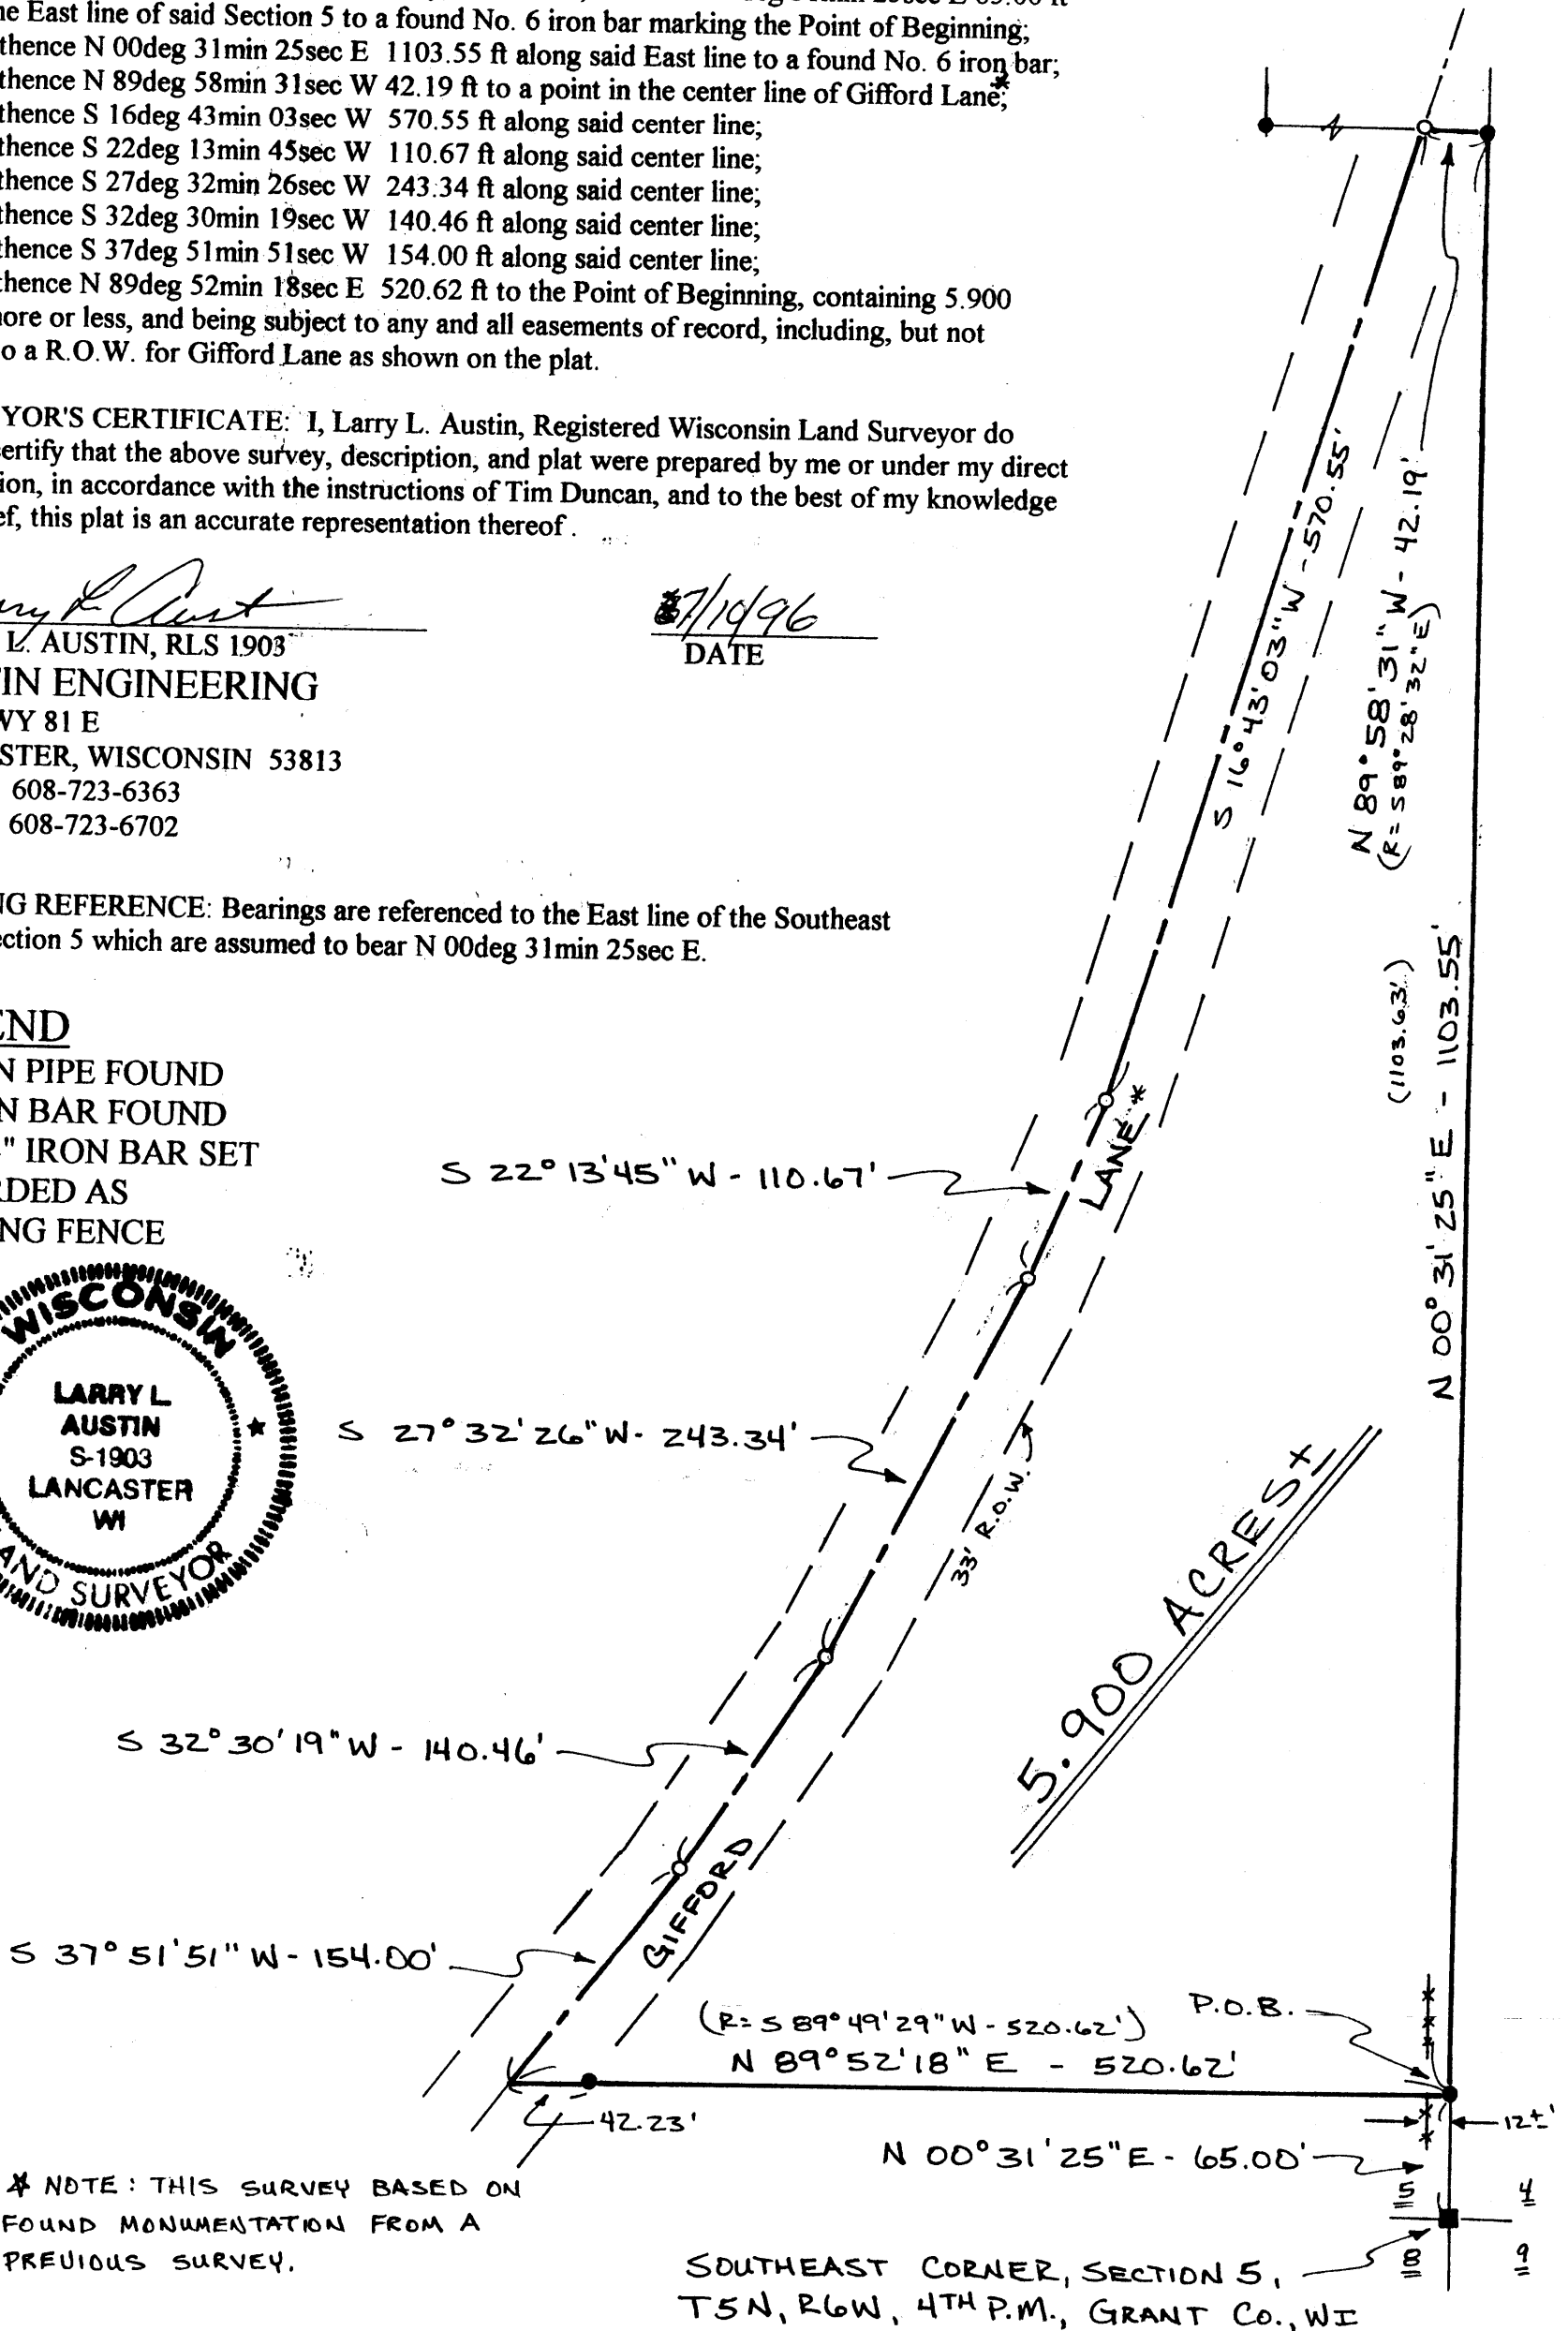 he East line of said Section 5 to a found No. 6 iron bar marking the Point of Beginning;
thence N 00deg 31min 25sec E 1103.55 ft along said East line to a found No. 6 iron bar;
thence N 89deg 58min 31sec W 42.19 ft to a point in the center line of Gifford Lane;*
thence S 16deg 43min 03sec W 570.55 ft along said center line;
thence S 22deg 13min 45sec W 110.67 ft along said center line;
thence S 27deg 32min 26sec W 243.34 ft along said center line;
thence S 32deg 30min 19sec W 140.46 ft along said center line;
thence S 37deg 51min 51sec W 154.00 ft along said center line;
thence N 89deg 52min 18sec E 520.62 ft to the Point of Beginning, containing 5.900
more or less, and being subject to any and all easements of record, including, but not
o a R.O.W. for Gifford Lane as shown on the plat.
YOR'S CERTIFICATE: I, Larry L. Austin, Registered Wisconsin Land Surveyor do
ertify that the above survey, description, and plat were prepared by me or under my direct
ion, in accordance with the instructions of Tim Duncan, and to the best of my knowledge
ef, this plat is an accurate representation thereof.
ry L Aust
7/10/96
L. AUSTIN, RLS 1903
DATE
TIN ENGINEERING
WY 81 E
STER, WISCONSIN 53813
608-723-6363
608-723-6702
NG REFERENCE: Bearings are referenced to the East line of the Southeast
ection 5 which are assumed to bear N 00deg 31min 25sec E.
END
N PIPE FOUND
N BAR FOUND
" IRON BAR SET
RDED AS
NG FENCE
WISCONSIN
LARRY L.
AUSTIN
S-1903
LANCASTER
WI
AND SURVEYOR
S 16° 43' 03" W - 570.55'
N 89° 58' 31" W - 42.19'
(R= S 89° 28' 32" E)
(1103.63')
N 00° 31' 25" E - 1103.55'
LANE *
S 22° 13' 45" W - 110.67'
S 27° 32' 26" W - 243.34'
33' R.O.W.
5.900 ACRES±
S 32° 30' 19" W - 140.46'
GIFFORD
S 37° 51' 51" W - 154.00'
(R= S 89° 49' 29" W - 520.62')
P.O.B.
N 89° 52' 18" E - 520.62'
42.23'
12±'
N 00° 31' 25" E - 65.00'
5 4
8 9
* NOTE: THIS SURVEY BASED ON
FOUND MONUMENTATION FROM A
PREVIOUS SURVEY.
SOUTHEAST CORNER, SECTION 5,
T5N, R6W, 4TH P.M., GRANT CO., WI